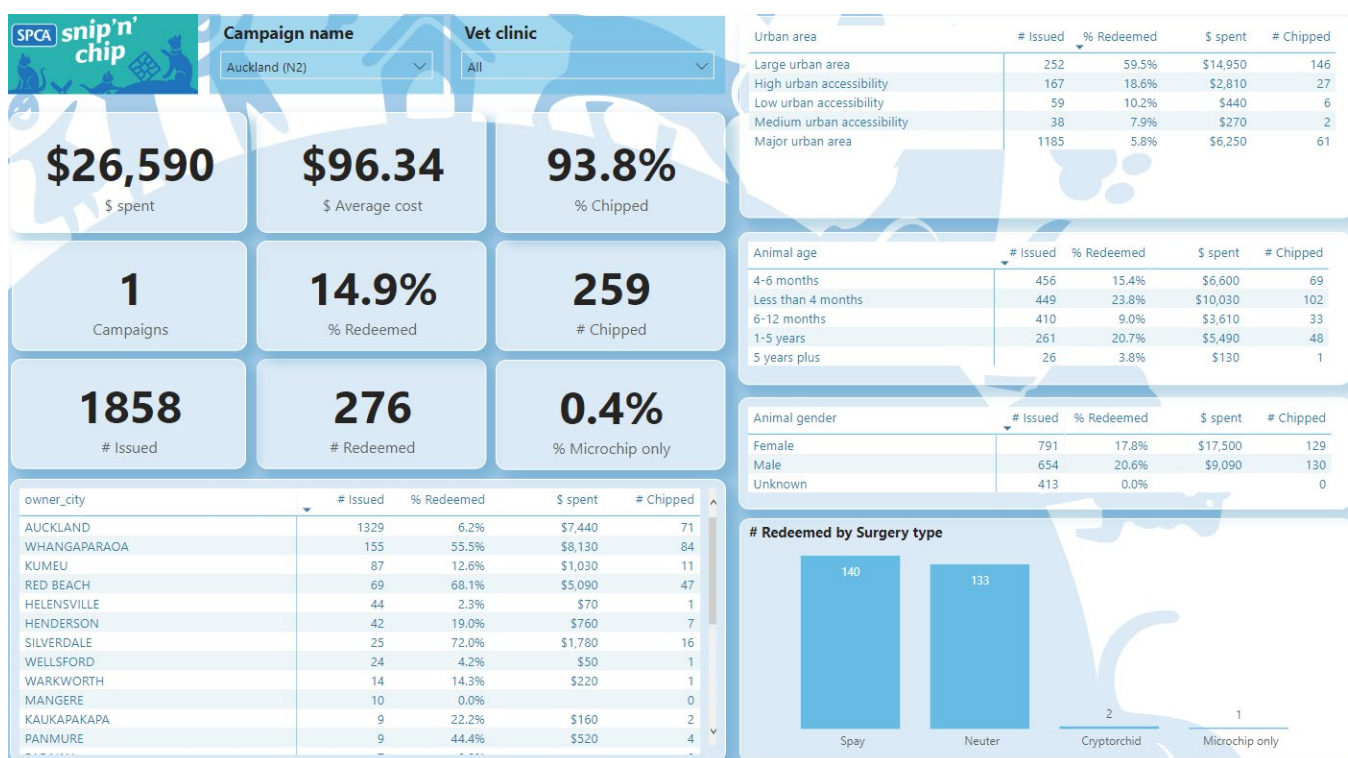 SPCA snip'n'
chip
Campaign name
Auckland (N2)
Vet clinic
All
$26,590
$ spent
$96.34
$ Average cost
93.8%
% Chipped
1
Campaigns
14.9%
% Redeemed
259
# Chipped
1858
# Issued
276
# Redeemed
0.4%
% Microchip only
owner_city # Issued % Redeemed $ spent # Chipped
AUCKLAND 1329 6.2% $7,440 71
WHANGAPARAOA 155 55.5% $8,130 84
KUMEU 87 12.6% $1,030 11
RED BEACH 69 68.1% $5,090 47
HELENSVILLE 44 2.3% $70 1
HENDERSON 42 19.0% $760 7
SILVERDALE 25 72.0% $1,780 16
WELLSFORD 24 4.2% $50 1
WARKWORTH 14 14.3% $220 1
MANGERE 10 0.0% 0
KAUKAPAKAPA 9 22.2% $160 2
PANMURE 9 44.4% $520 4
Urban area # Issued % Redeemed $ spent # Chipped
Large urban area 252 59.5% $14,950 146
High urban accessibility 167 18.6% $2,810 27
Low urban accessibility 59 10.2% $440 6
Medium urban accessibility 38 7.9% $270 2
Major urban area 1185 5.8% $6,250 61
Animal age # Issued % Redeemed $ spent # Chipped
4-6 months 456 15.4% $6,600 69
Less than 4 months 449 23.8% $10,030 102
6-12 months 410 9.0% $3,610 33
1-5 years 261 20.7% $5,490 48
5 years plus 26 3.8% $130 1
Animal gender # Issued % Redeemed $ spent # Chipped
Female 791 17.8% $17,500 129
Male 654 20.6% $9,090 130
Unknown 413 0.0% 0
# Redeemed by Surgery type
140
133
2
1
Spay Neuter Cryptorchid Microchip only